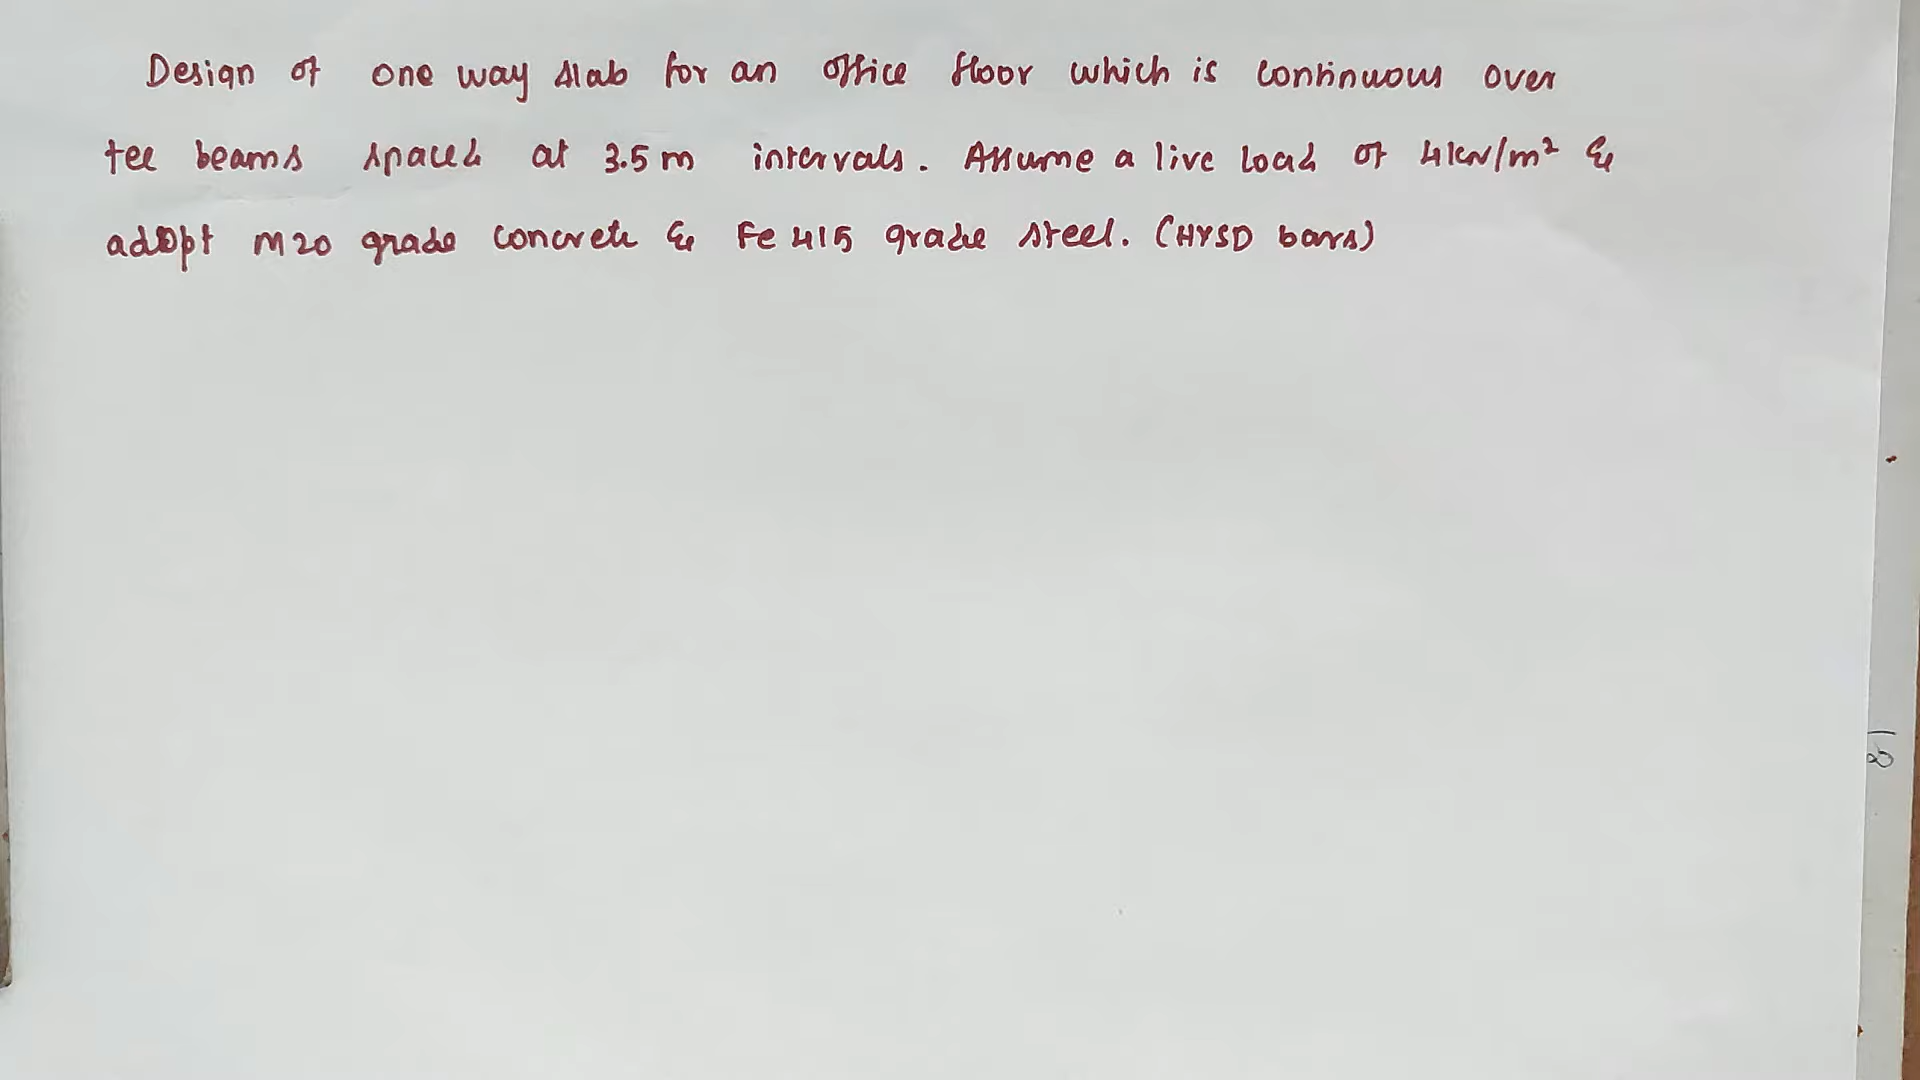 Design of one way slab for an office floor which is continuous over
tee beams spaced at 3.5 m intervals. Assume a live load of 4kN/m² &
adopt M20 grade concrete & Fe 415 grade steel. (HYSD bars)